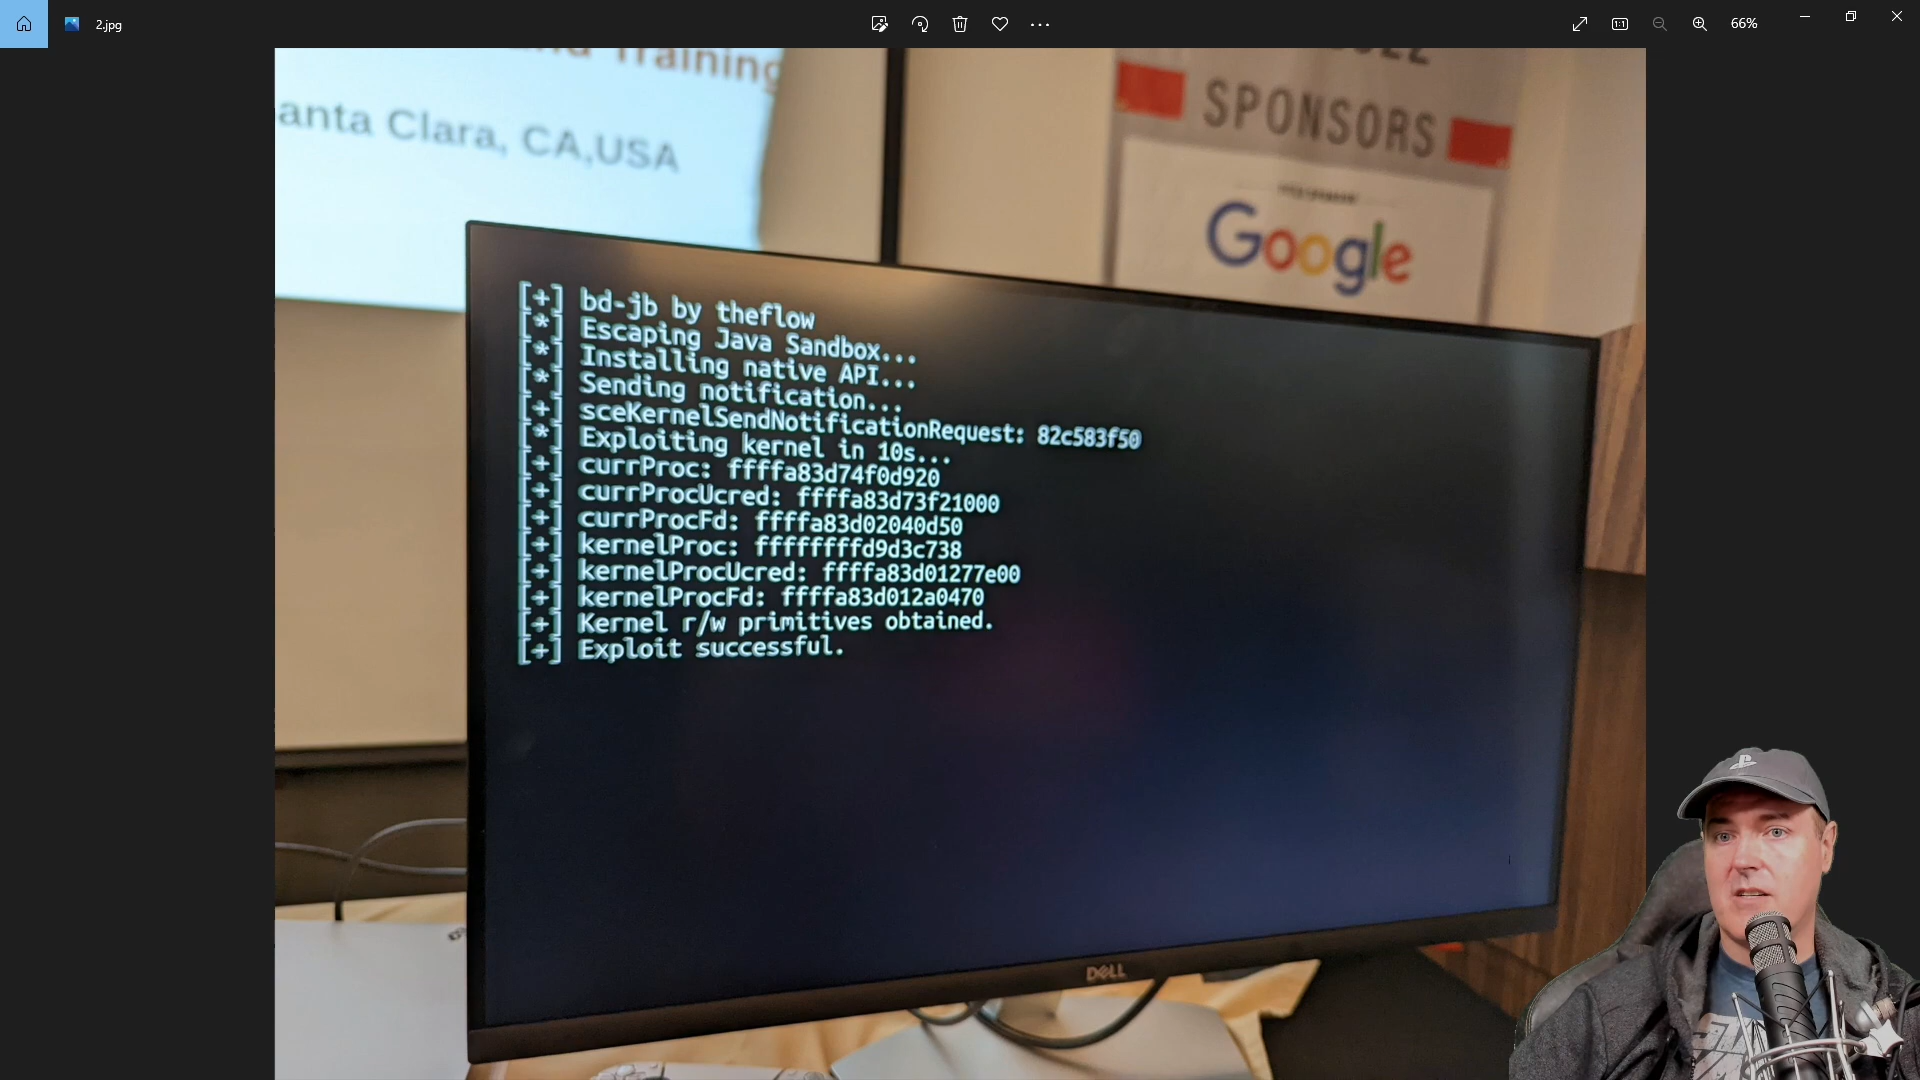 2.jpg
66%
nd Training
anta Clara, CA,USA
SPONSORS
Google
[+] bd-jb by theflow
[*] Escaping Java Sandbox...
[*] Installing native API...
[*] Sending notification...
[+] sceKernelSendNotificationRequest: 82c583f50
[*] Exploiting kernel in 10s...
[+] currProc: ffffa83d74f0d920
[+] currProcUcred: ffffa83d73f21000
[+] currProcFd: ffffa83d02040d50
[+] kernelProc: ffffffffd9d3c738
[+] kernelProcUcred: ffffa83d01277e00
[+] kernelProcFd: ffffa83d012a0470
[+] Kernel r/w primitives obtained.
[+] Exploit successful.
DELL